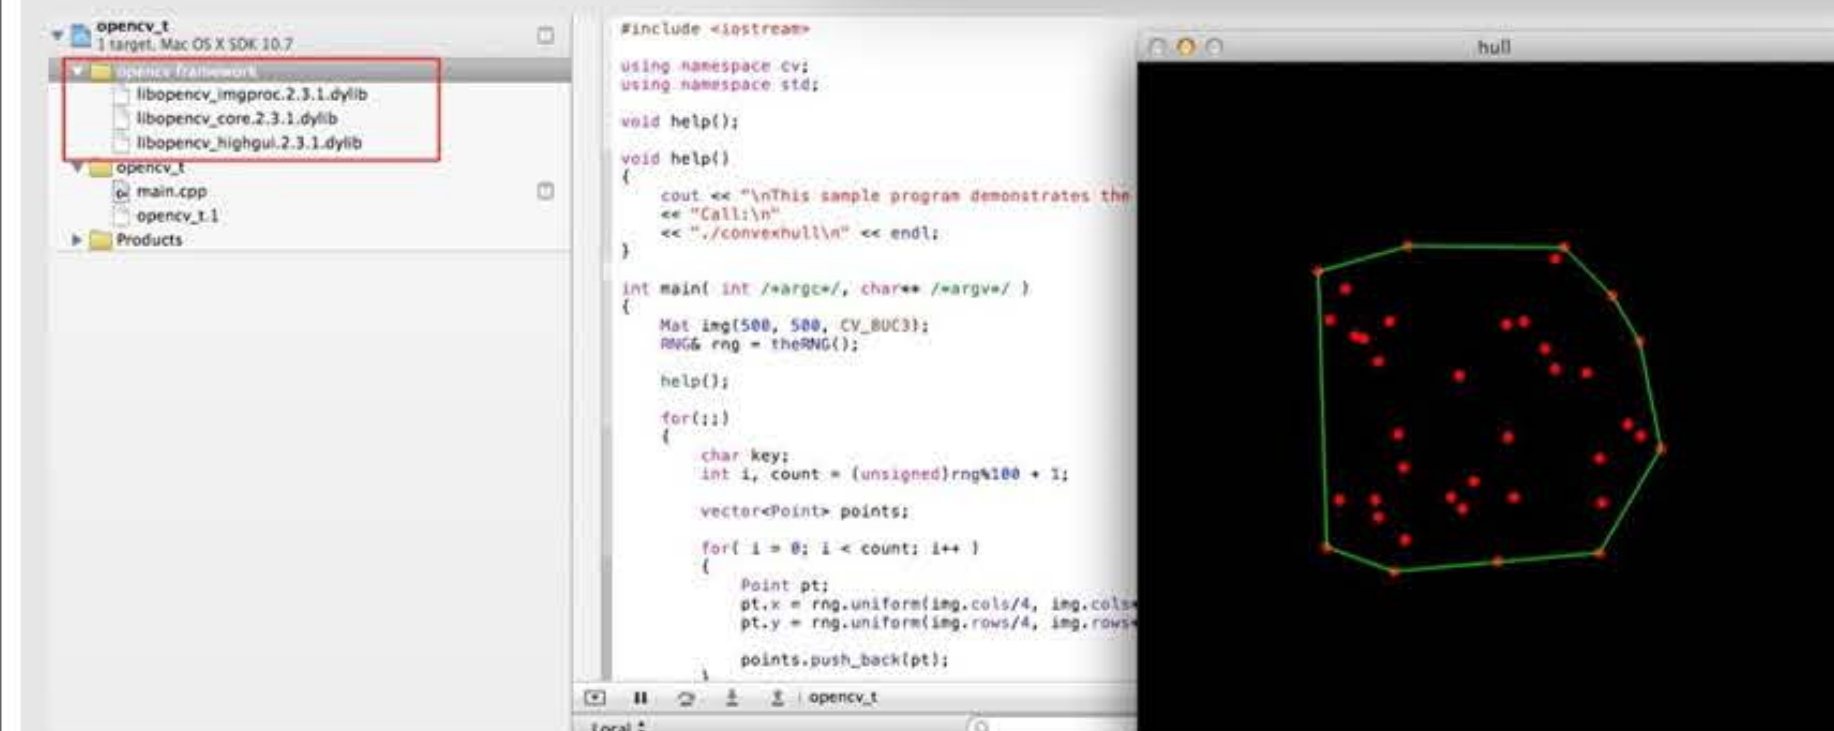 opencv_t
1 target, Mac OS X SDK 10.7
opencv framework
libopencv_imgproc.2.3.1.dylib
libopencv_core.2.3.1.dylib
libopencv_highgui.2.3.1.dylib
opencv_t
main.cpp
opencv_t.1
Products
#include <iostream>
using namespace cv;
using namespace std;
void help();
void help()
{
cout << "\nThis sample program demonstrates the
<< "Call:\n"
<< "./convexhull\n" << endl;
}
int main( int /*argc*/, char** /*argv*/ )
{
Mat img(500, 500, CV_8UC3);
RNG& rng = theRNG();
help();
for(;;)
{
char key;
int i, count = (unsigned)rng%100 + 1;
vector<Point> points;
for( i = 0; i < count; i++ )
{
Point pt;
pt.x = rng.uniform(img.cols/4, img.cols*
pt.y = rng.uniform(img.rows/4, img.rows*
points.push_back(pt);
}
opencv_t
Local
hull